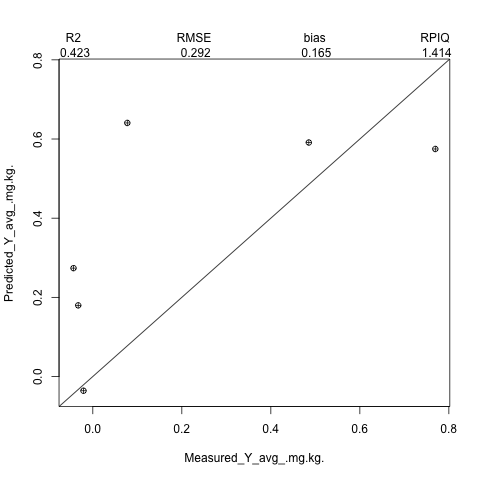 R2 RMSE bias RPIQ
0.423 0.292 0.165 1.414
0.8
0.6
0.4
0.2
0.0
Predicted_Y_avg_.mg.kg.
0.0 0.2 0.4 0.6 0.8
Measured_Y_avg_.mg.kg.